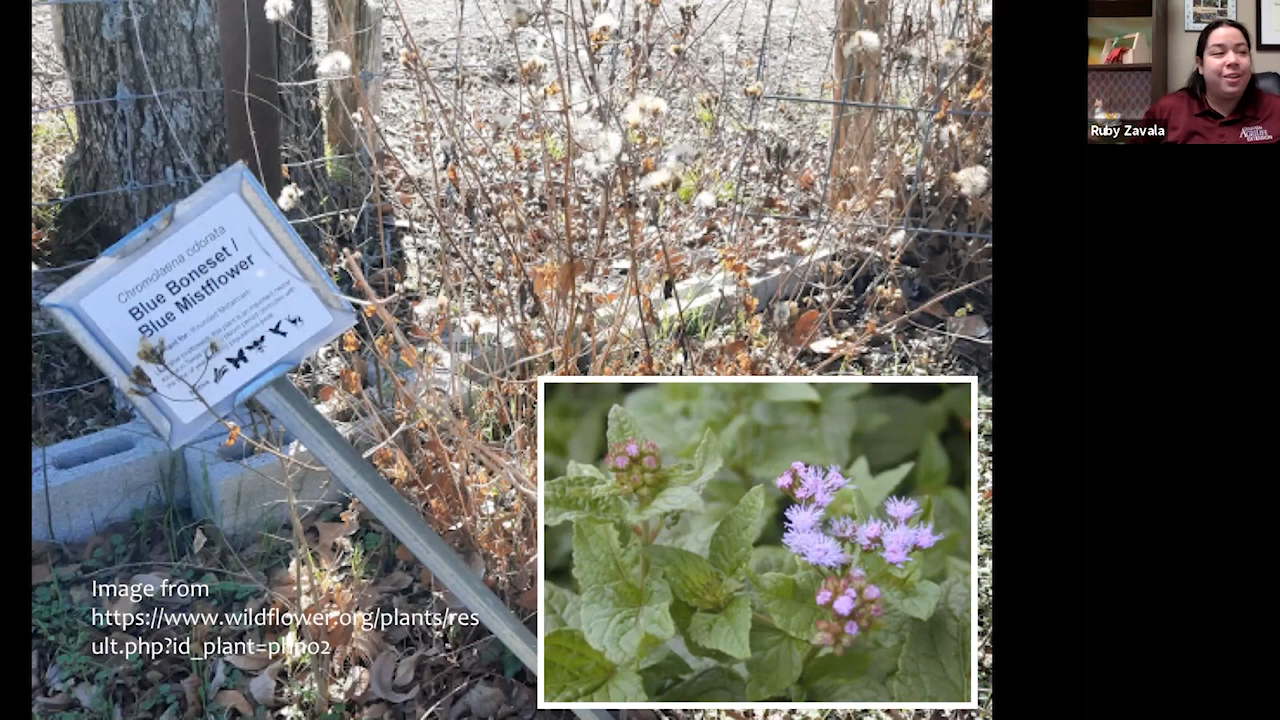 Chromolaena odorata
Blue Boneset /
Blue Mistflower
Image from
https://www.wildflower.org/plants/res
ult.php?id_plant=phno2
Ruby Zavala